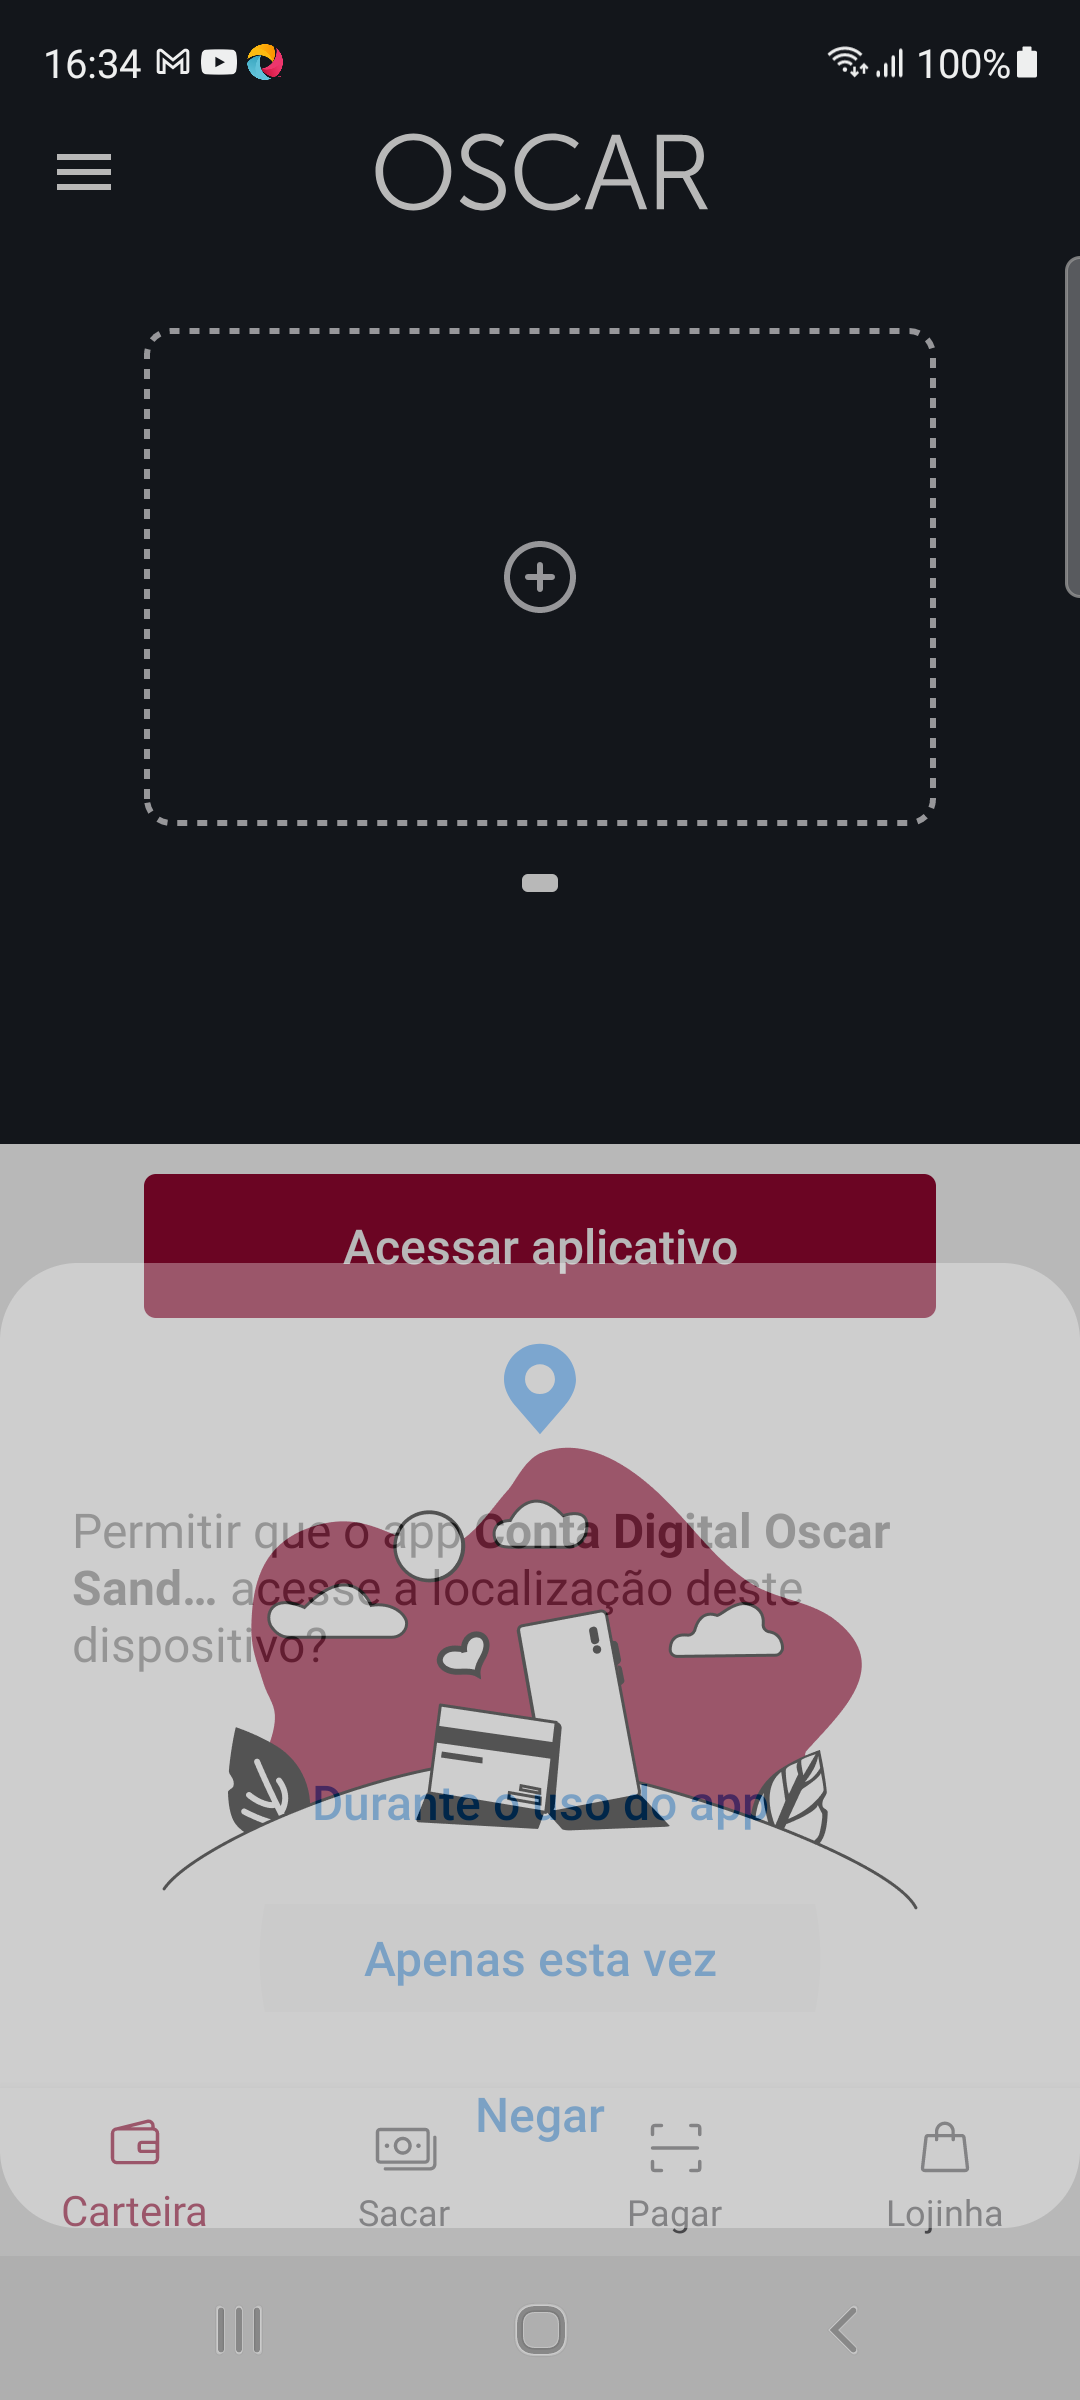 16:34
100%
OSCAR
Acessar aplicativo
Permitir que o app Conta Digital Oscar
Sand... acesse a localização deste
dispositivo?
Durante o uso do app
Apenas esta vez
Negar
Carteira
Sacar
Pagar
Lojinha